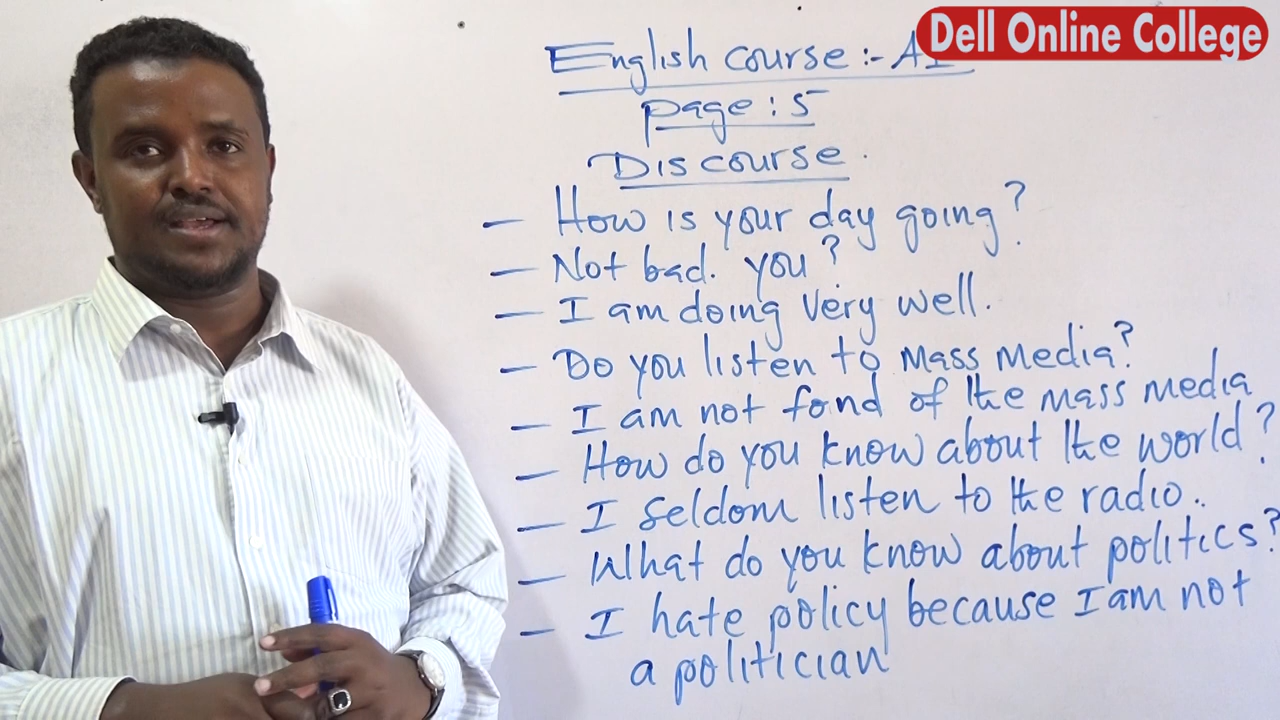 Dell Online College
English course :- A1
page : 5
Discourse.
- How is your day going?
- Not bad. you?
- I am doing very well.
- Do you listen to mass media?
- I am not fond of the mass media
- How do you know about the world?
- I seldom listen to the radio.
- What do you know about politics?
- I hate policy because I am not
a politician